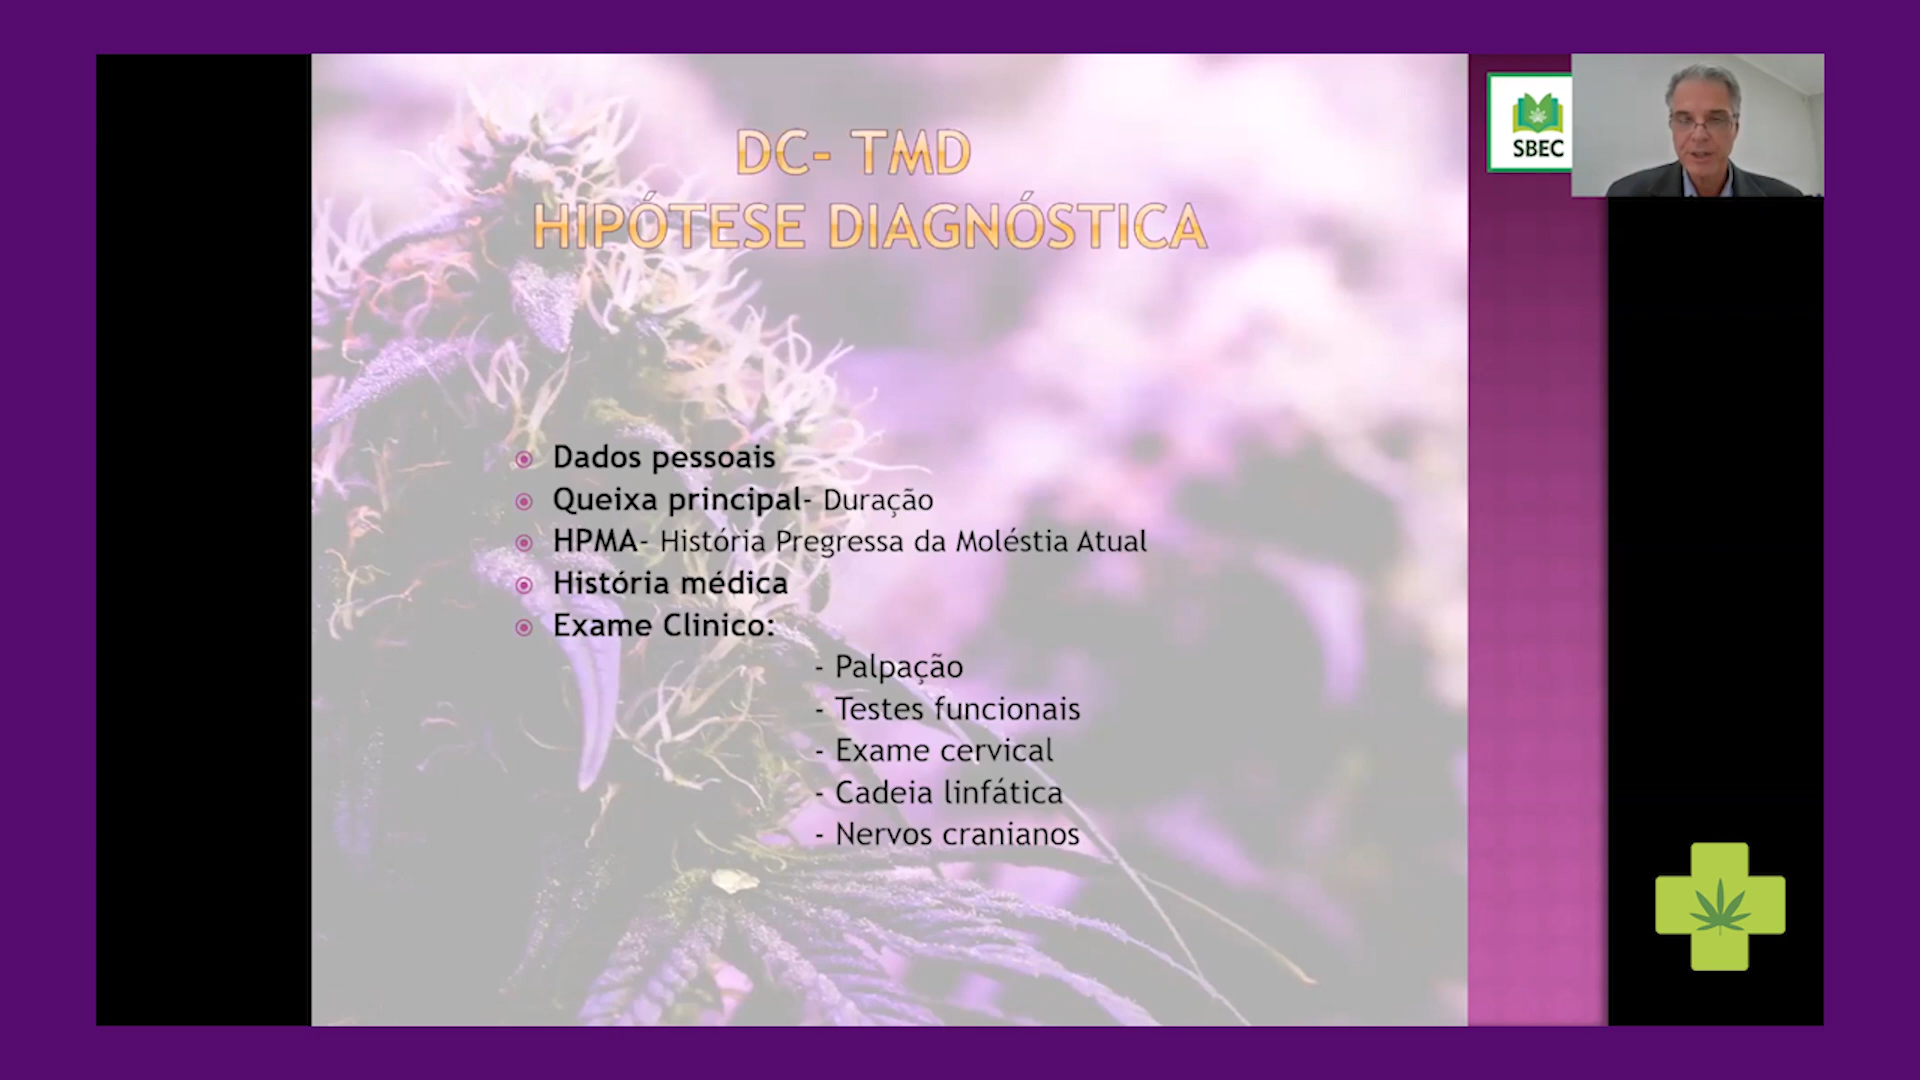 DC- TMD
HIPÓTESE DIAGNÓSTICA
SBEC
Dados pessoais
Queixa principal- Duração
HPMA- História Pregressa da Moléstia Atual
História médica
Exame Clinico:
- Palpação
- Testes funcionais
- Exame cervical
- Cadeia linfática
- Nervos cranianos